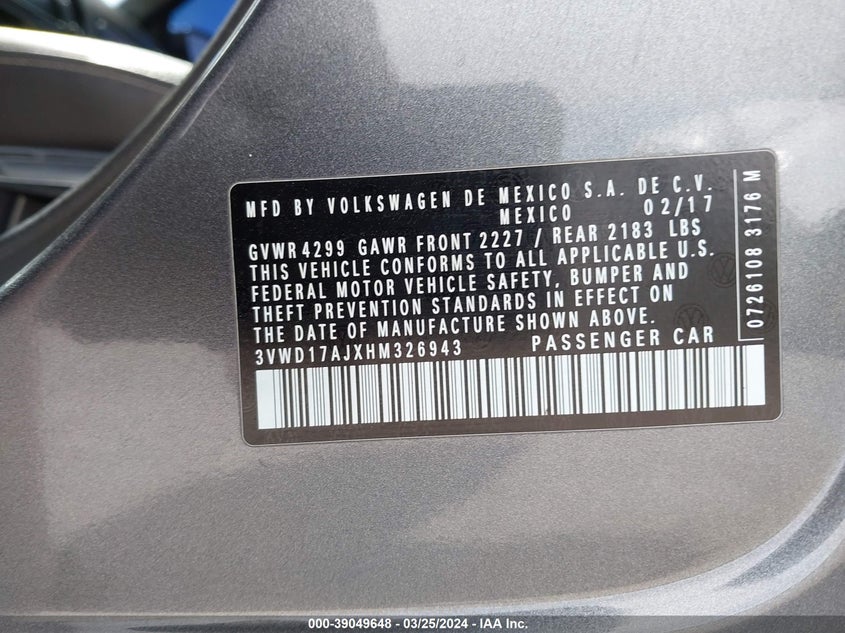 MFD BY VOLKSWAGEN DE MEXICO S.A. DE C.V.
MEXICO 02/17
GVWR 4299 GAWR FRONT 2227 / REAR 2183 LBS
THIS VEHICLE CONFORMS TO ALL APPLICABLE U.S.
FEDERAL MOTOR VEHICLE SAFETY, BUMPER AND
THEFT PREVENTION STANDARDS IN EFFECT ON
THE DATE OF MANUFACTURE SHOWN ABOVE.
3VWD17AJXHM326943 PASSENGER CAR
0726108 3176 M
000-39049648 - 03/25/2024 - IAA Inc.